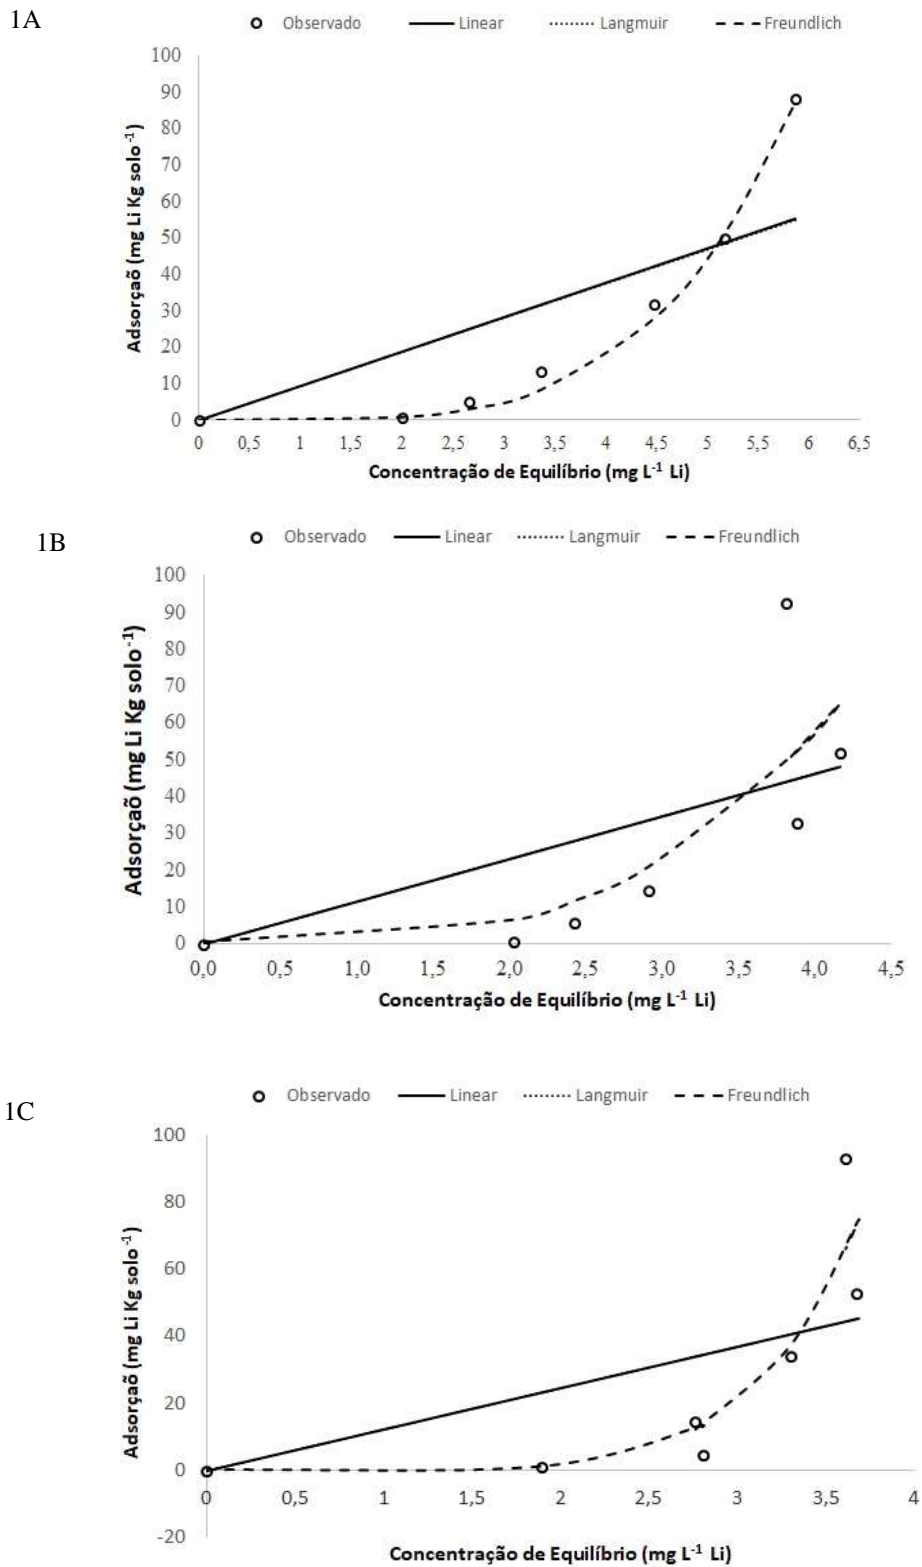 1A
Observado Linear Langmuir Freundlich
100
90
80
70
60
50
40
30
20
10
0
Adsorçaõ (mg Li Kg solo⁻¹)
0 0,5 1 1,5 2 2,5 3 3,5 4 4,5 5 5,5 6 6,5
Concentração de Equilíbrio (mg L⁻¹ Li)
1B
Observado Linear Langmuir Freundlich
100
90
80
70
60
50
40
30
20
10
0
Adsorçaõ (mg Li Kg solo⁻¹)
0,0 0,5 1,0 1,5 2,0 2,5 3,0 3,5 4,0 4,5
Concentração de Equilíbrio (mg L⁻¹ Li)
1C
Observado Linear Langmuir Freundlich
100
80
60
40
20
0
-20
Adsorçaõ (mg Li Kg solo⁻¹)
0 0,5 1 1,5 2 2,5 3 3,5 4
Concentração de Equilíbrio (mg L⁻¹ Li)